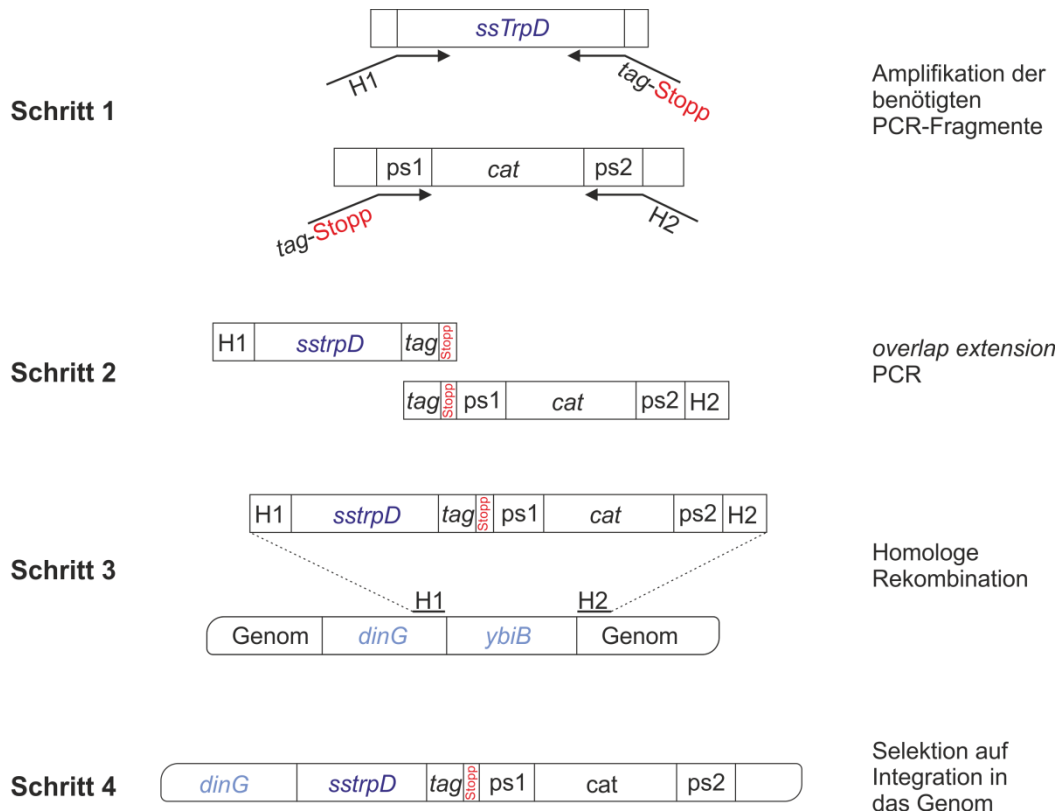 ssTrpD
H1
tag-Stopp
Schritt 1
Amplifikation der
benötigten
PCR-Fragmente
ps1 cat ps2
tag-Stopp
H2
H1 sstrpD tag Stopp
Schritt 2
overlap extension
PCR
tag Stopp ps1 cat ps2 H2
H1 sstrpD tag Stopp ps1 cat ps2 H2
Schritt 3
Homologe
Rekombination
H1 H2
Genom dinG ybiB Genom
Schritt 4
dinG sstrpD tag Stopp ps1 cat ps2
Selektion auf
Integration in
das Genom